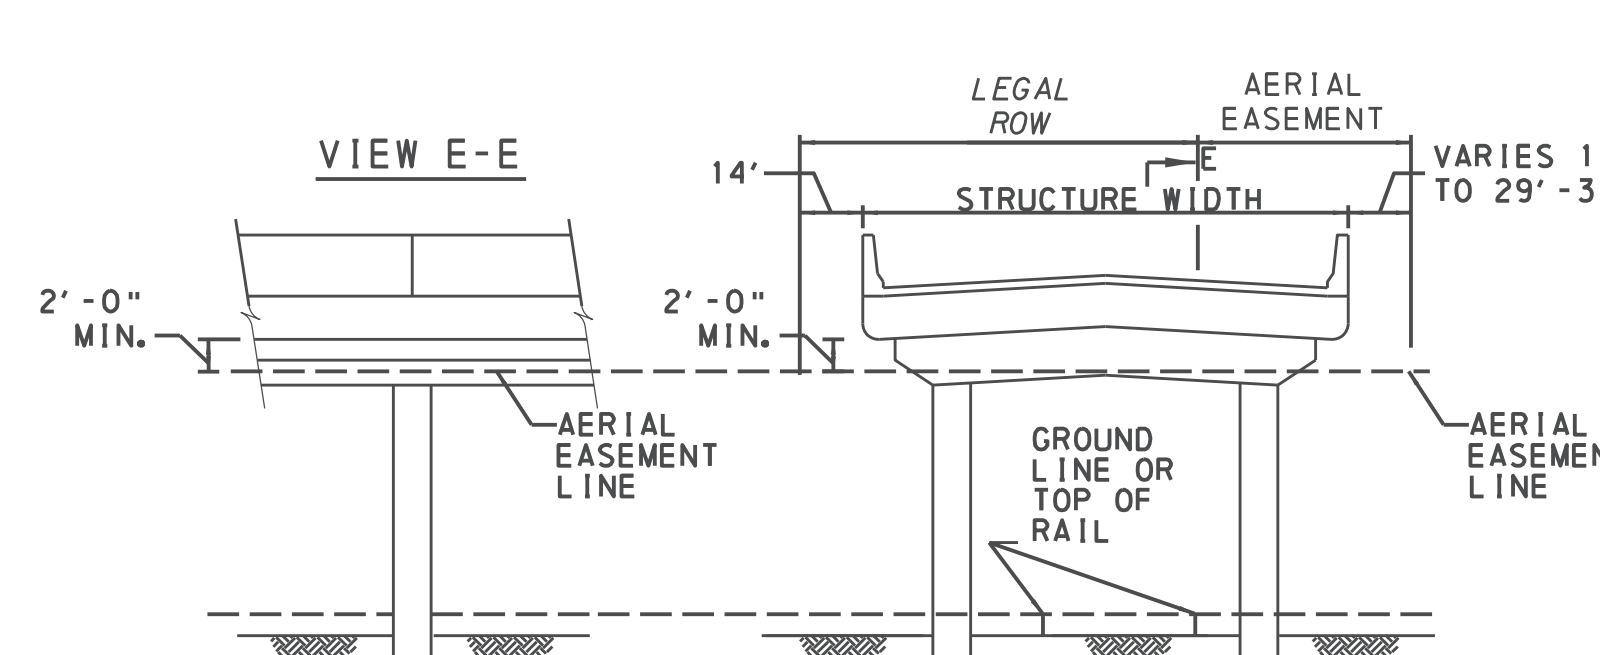 LEGAL
ROW
AERIAL
EASEMENT
VIEW E-E
14'
E
VARIES 1
TO 29'-3
STRUCTURE WIDTH
2'-0"
MIN.
2'-0"
MIN.
AERIAL
EASEMENT
LINE
GROUND
LINE OR
TOP OF
RAIL
AERIAL
EASEMEN
LINE